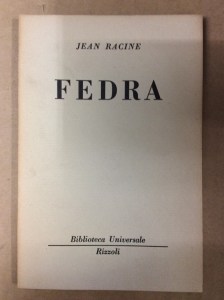 JEAN RACINE
FEDRA
Biblioteca Universale
Rizzoli